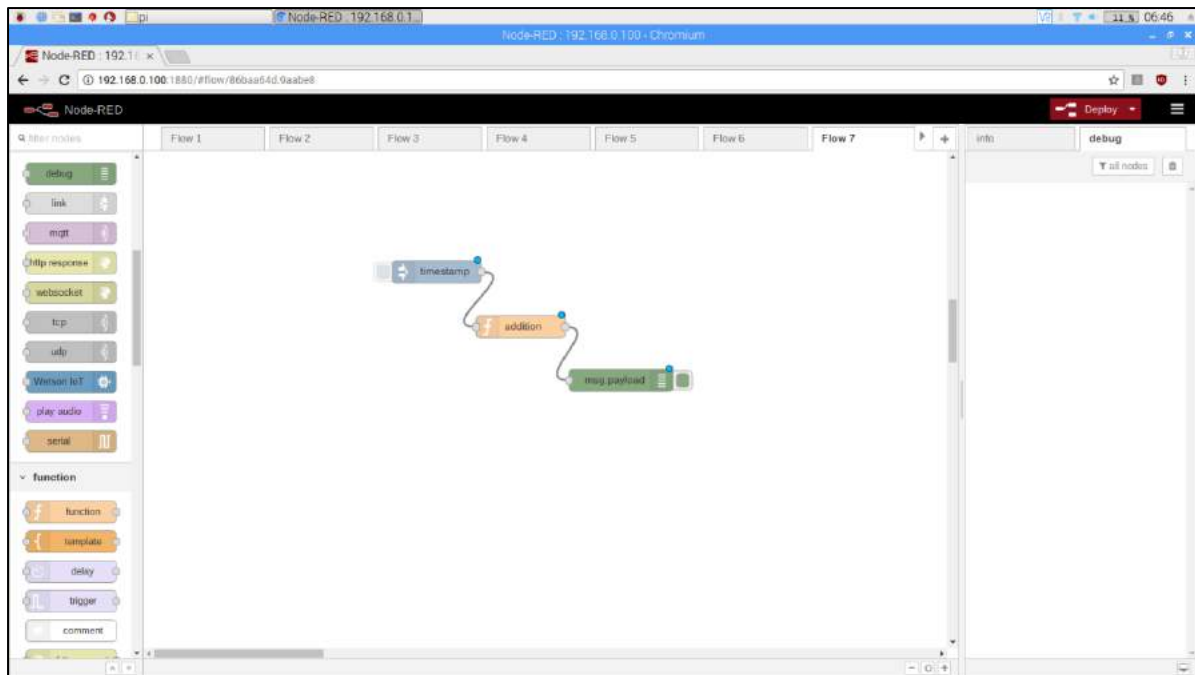 pi
Node-RED : 192.168.0.1...
V2
11 %
06:46
Node-RED : 192.168.0.100 - Chromium
Node-RED : 192.1
192.168.0.100:1880/#flow/86baa64d.9aabe8
Node-RED
Deploy
filter nodes
Flow 1
Flow 2
Flow 3
Flow 4
Flow 5
Flow 6
Flow 7
info
debug
all nodes
debug
link
mqtt
http response
websocket
tcp
udp
Watson IoT
play audio
serial
function
function
template
delay
trigger
comment
timestamp
addition
msg.payload